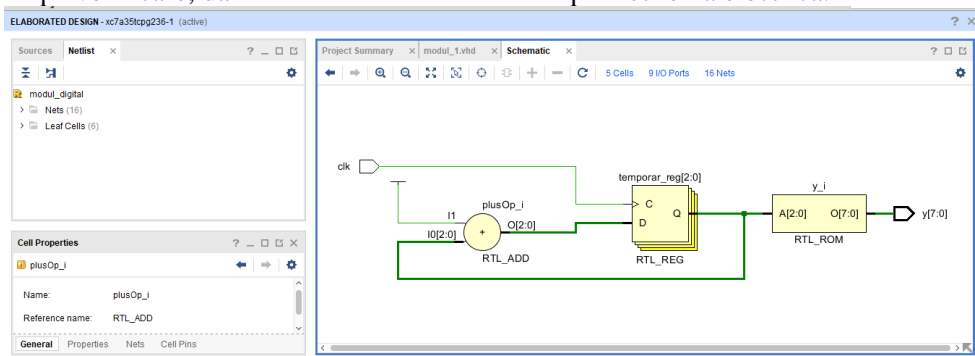 ELABORATED DESIGN - xc7a35tcpg236-1 (active)
Sources Netlist
modul_digital
Nets (16)
Leaf Cells (6)
Cell Properties
plusOp_i
Name: plusOp_i
Reference name: RTL_ADD
General Properties Nets Cell Pins
Project Summary modul_1.vhd Schematic
5 Cells 9 I/O Ports 16 Nets
clk
temporar_reg[2:0]
y_i
plusOp_i
C
I1
Q
A[2:0] O[7:0] y[7:0]
I0[2:0] + O[2:0] D
RTL_ROM
RTL_ADD
RTL_REG